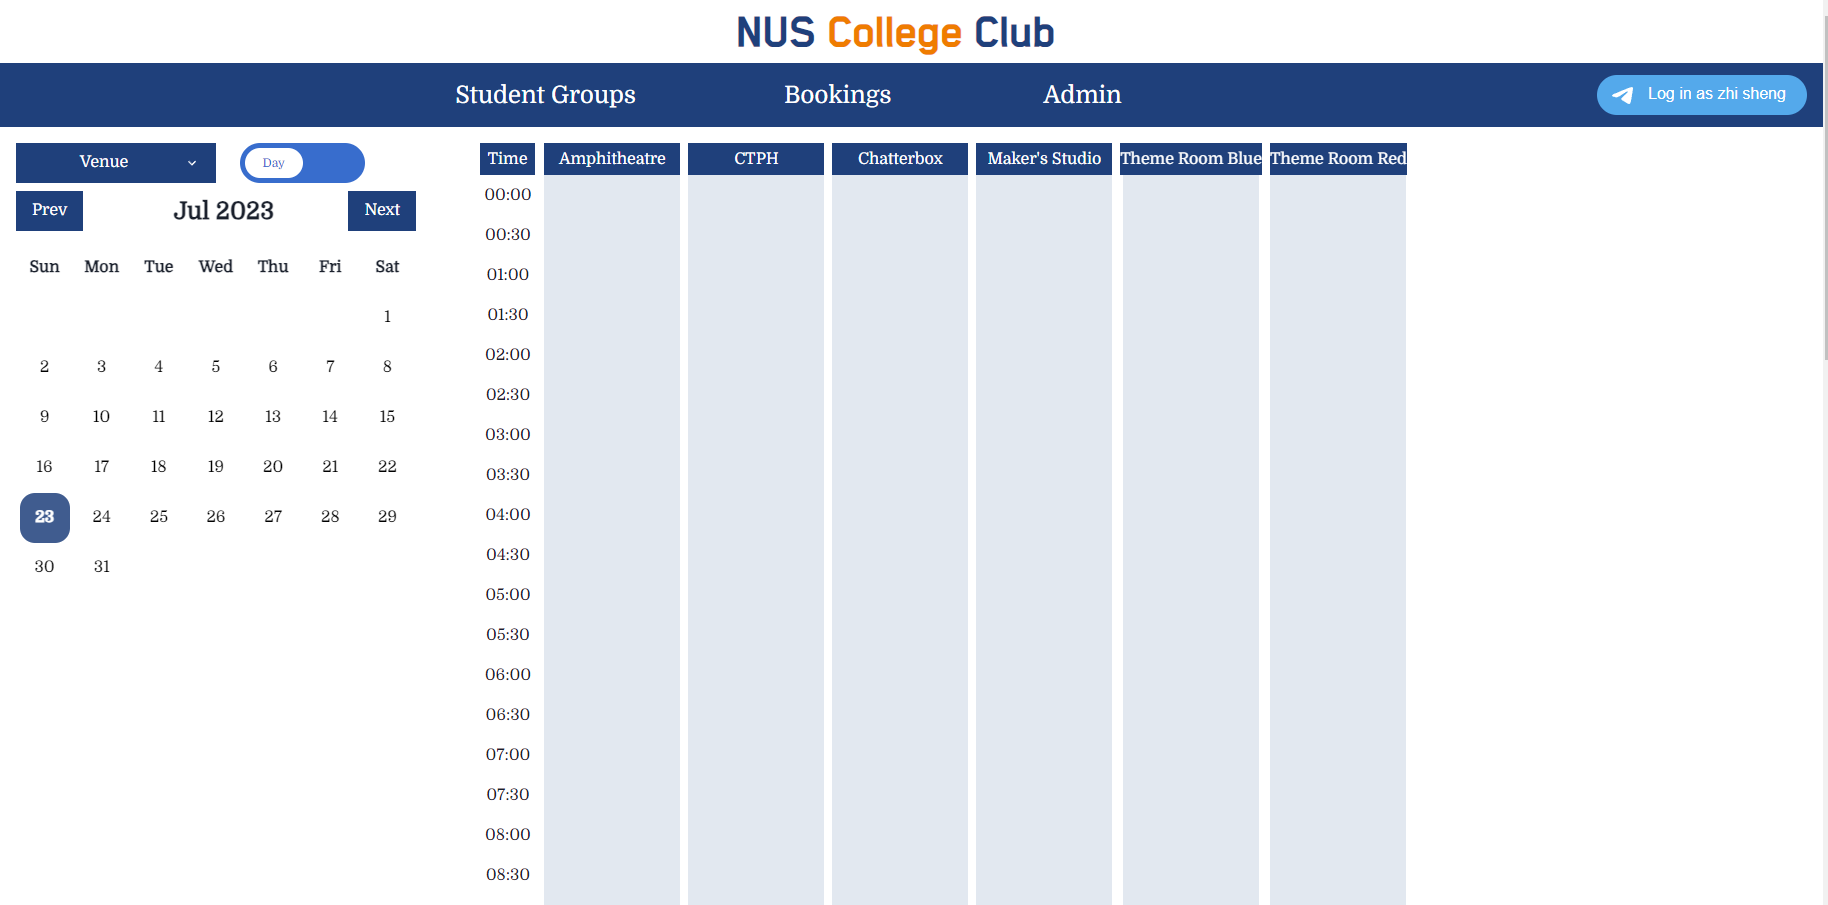 NUS College Club
Student Groups Bookings Admin Log in as zhi sheng
Venue Day
Prev Jul 2023 Next
Sun Mon Tue Wed Thu Fri Sat
1
2 3 4 5 6 7 8
9 10 11 12 13 14 15
16 17 18 19 20 21 22
23 24 25 26 27 28 29
30 31
Time Amphitheatre CTPH Chatterbox Maker's Studio Theme Room Blue Theme Room Red
00:00
00:30
01:00
01:30
02:00
02:30
03:00
03:30
04:00
04:30
05:00
05:30
06:00
06:30
07:00
07:30
08:00
08:30